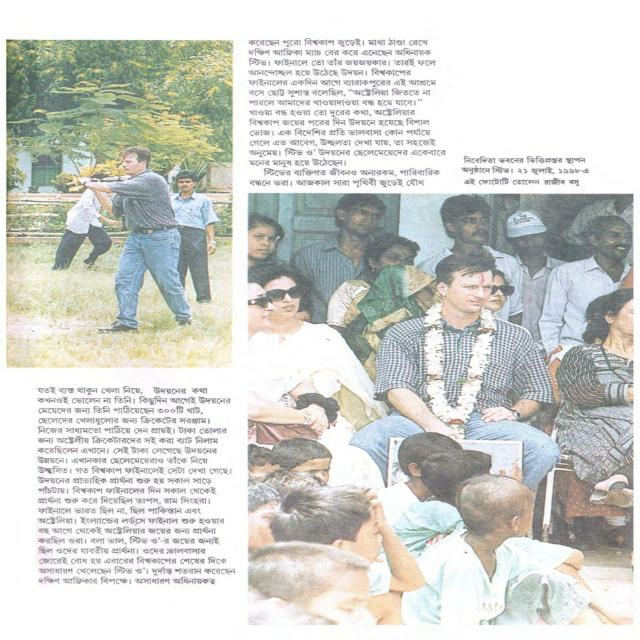 যতই ব্যস্ত থাকুন খেলা নিয়ে, উদয়নের কথা
কখনওই ভোলেন না তিনি। কিছুদিন আগেই উদয়নের
মেয়েদের জন্য তিনি পাঠিয়েছেন ৩০০টি খাট,
ছেলেদের খেলাধুলোর জন্য ক্রিকেটের সরঞ্জাম।
নিজের সাধ্যমতো পাঠিয়ে দেন প্রায়ই। টাকা তোলার
জন্য অস্ট্রেলীয় ক্রিকেটারদের সই করা ব্যাট নিলাম
করেছিলেন এখানে। সেই টাকা লেগেছে উদয়নের
উন্নয়নে। এখানকার ছেলেমেয়েরাও তাঁকে নিয়ে
উচ্ছ্বসিত। গত বিশ্বকাপ ফাইনালেই সেটা দেখা গেছে।
উদয়নের প্রাত্যহিক প্রার্থনা শুরু হয় সকাল সাড়ে
পাঁচটায়। বিশ্বকাপ ফাইনালের দিন সকাল থেকেই
প্রার্থনা শুরু করে দিয়েছিল তাপস, রাম সিংহরা।
ফাইনালে ভারত ছিল না, ছিল পাকিস্তান এবং
অস্ট্রেলিয়া। ইংল্যান্ডের লর্ডসে ফাইনাল শুরু হওয়ার
বহু আগে থেকেই অস্ট্রেলিয়ার জয়ের জন্য প্রার্থনা
করছিল ওরা। বলা ভাল, স্টিভ ও'-র জয়ের জন্যই
ছিল ওদের যাবতীয় প্রার্থনা। ওদের ভালবাসার
জোরেই বোধ হয় এবারের বিশ্বকাপের শেষের দিকে
অসাধারণ খেলেছেন স্টিভ ও'। দুর্দান্ত শতরান করেছেন
দক্ষিণ আফ্রিকার বিপক্ষে। অসাধারণ অধিনায়কত্ব
করেছেন পুরো বিশ্বকাপ জুড়েই। মাথা ঠাণ্ডা রেখে
দক্ষিণ আফ্রিকা ম্যাচ বের করে এনেছেন অধিনায়ক
স্টিভ। ফাইনালে তো তাঁর জয়জয়কার। তারই ফলে
আনন্দোচ্ছল হয়ে উঠেছে উদয়ন। বিশ্বকাপের
ফাইনালের একদিন আগে ব্যারাকপুরের এই আশ্রমে
বসে ছোট্ট সুশান্ত বলেছিল, “অস্ট্রেলিয়া জিততে না
পারলে আমাদের খাওয়াদাওয়া বন্ধ হয়ে যাবে।”
খাওয়া বন্ধ হওয়া তো দূরের কথা, অস্ট্রেলিয়ার
বিশ্বকাপ জয়ের পরের দিন উদয়নে হয়েছে বিশাল
ভোজ। এক বিদেশির প্রতি ভালবাসা কোন পর্যায়ে
গেলে এত আবেগ, উচ্ছলতা দেখা যায়, তা সহজেই
অনুমেয়। স্টিভ ও' উদয়নের ছেলেমেয়েদের একেবারে
মনের মানুষ হয়ে উঠেছেন।
স্টিভের ব্যক্তিগত জীবনও অন্যরকম, পারিবারিক
বন্ধনে ভরা। আজকাল সারা পৃথিবী জুড়েই যৌথ
নিবেদিতা ভবনের ভিত্তিপ্রস্তর স্থাপন
অনুষ্ঠানে স্টিভ। ২১ জুলাই, ১৯৯৮-এ
এই ফোটোটি তোলেন রাজীব বসু